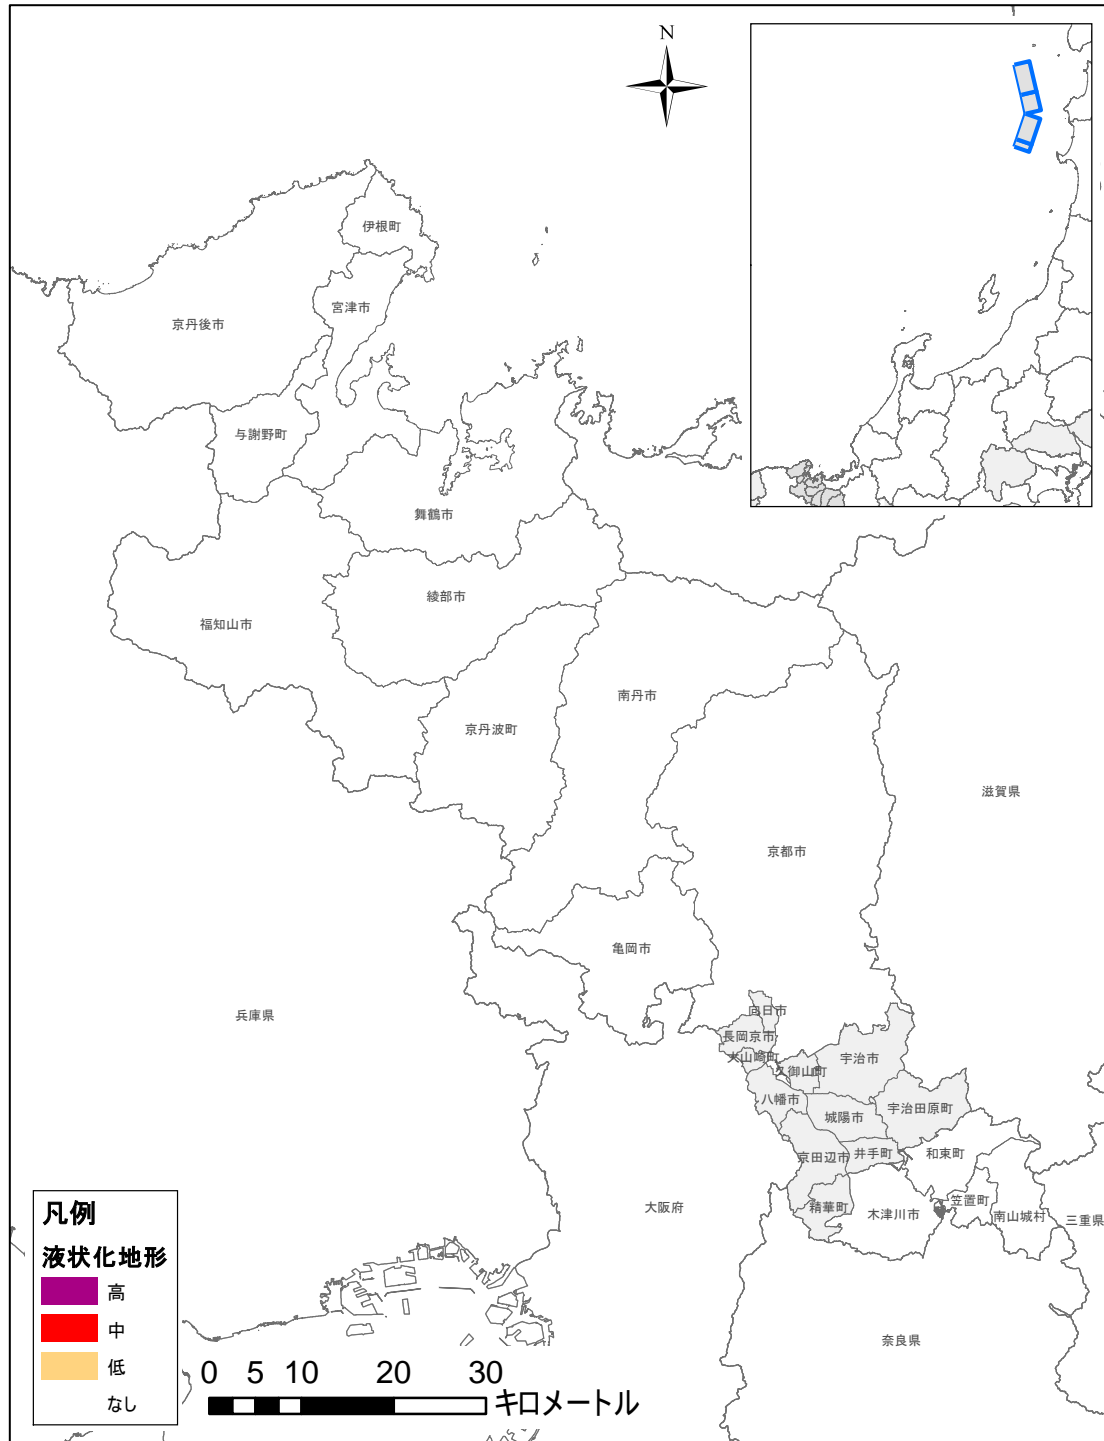 N
伊根町
宮津市
京丹後市
与謝野町
舞鶴市
綾部市
福知山市
南丹市
京丹波町
滋賀県
京都市
亀岡市
兵庫県
向日市
長岡京市
大山崎町
宇治市
久御山町
八幡市
宇治田原町
城陽市
京田辺市
井手町
和束町
精華町
木津川市
笠置町
南山城村
三重県
大阪府
奈良県
凡例
液状化地形
高
中
低
なし
0 5 10 20 30
キロメートル